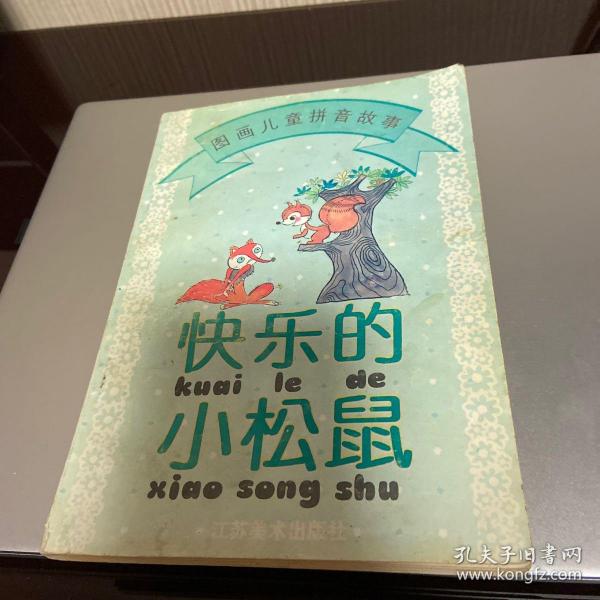 图画儿童拼音故事
快乐的
kuai le de
小松鼠
xiao song shu
江苏美术出版社
孔夫子旧书网
www.kongfz.com